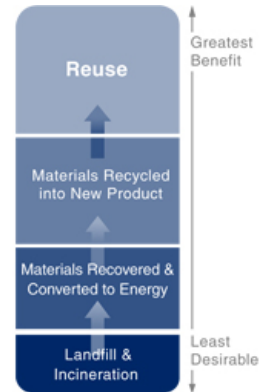 Reuse
Greatest
Benefit
Materials Recycled
into New Product
Materials Recovered &
Converted to Energy
Landfill &
Incineration
Least
Desirable